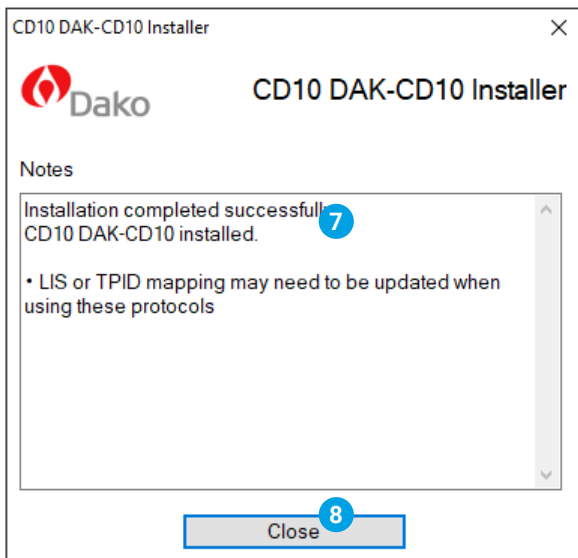 CD10 DAK-CD10 Installer
Dako
CD10 DAK-CD10 Installer
Notes
Installation completed successfull
7
CD10 DAK-CD10 installed.
• LIS or TPID mapping may need to be updated when
using these protocols
8
Close